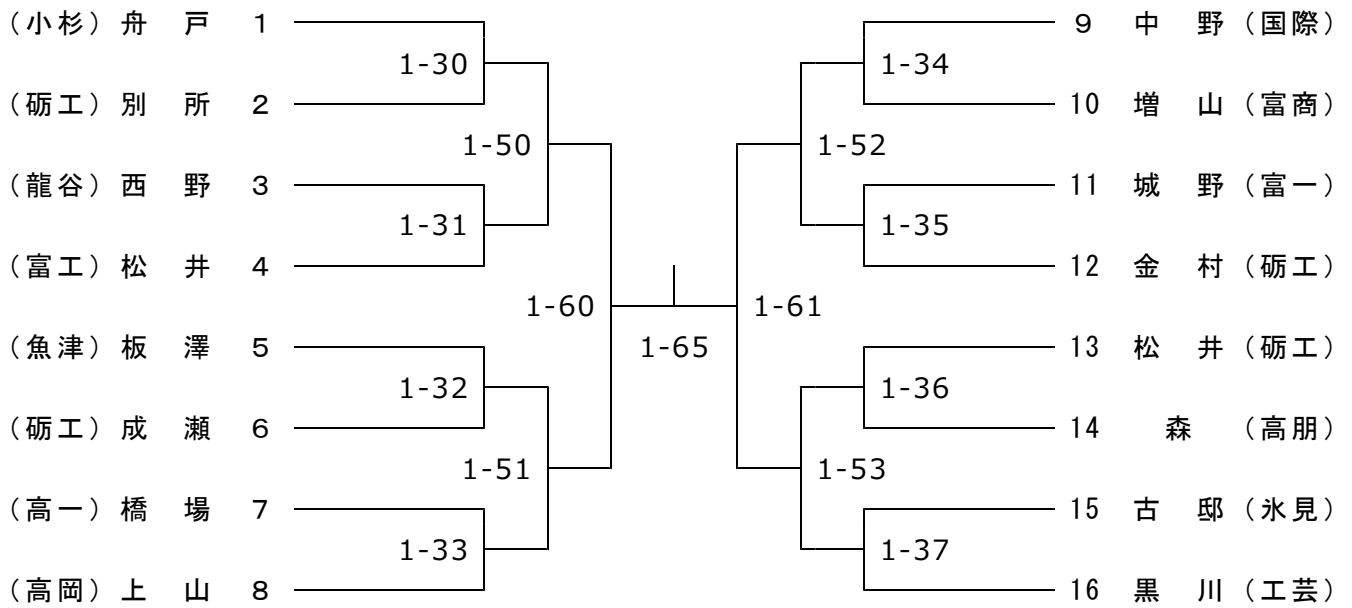 （小杉）舟　戸　1　　9　中　野（国際）
1-30　1-34
（砺工）別　所　2　　10　増　山（富商）
1-50　1-52
（龍谷）西　野　3　　11　城　野（富一）
1-31　1-35
（富工）松　井　4　　12　金　村（砺工）
1-60　1-61
（魚津）板　澤　5　1-65　13　松　井（砺工）
1-32　1-36
（砺工）成　瀬　6　　14　森　（高朋）
1-51　1-53
（高一）橋　場　7　　15　古　邸（氷見）
1-33　1-37
（高岡）上　山　8　　16　黒　川（工芸）